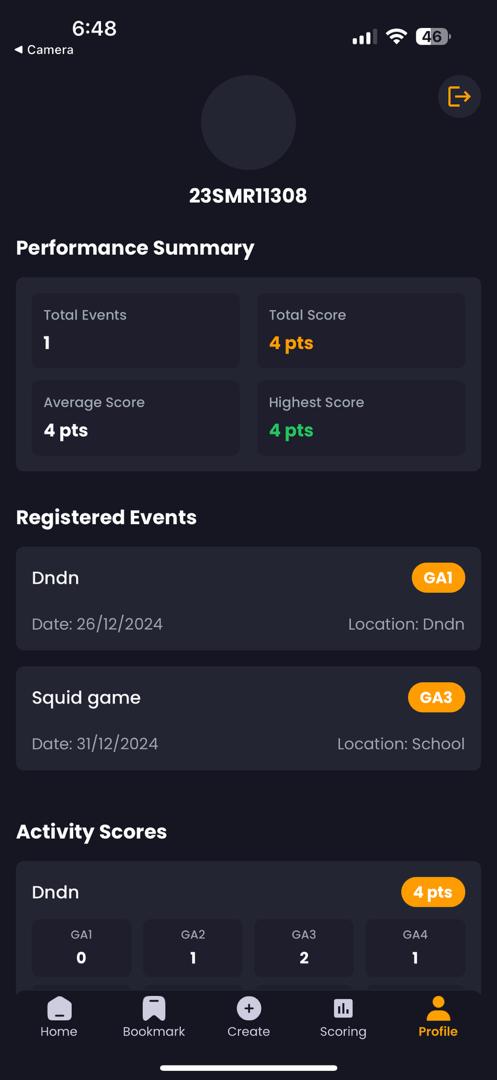 6:48
46
◀ Camera
23SMR11308
Performance Summary
Total Events
1
Total Score
4 pts
Average Score
4 pts
Highest Score
4 pts
Registered Events
Dndn
GA1
Date: 26/12/2024
Location: Dndn
Squid game
GA3
Date: 31/12/2024
Location: School
Activity Scores
Dndn
4 pts
GA1
0
GA2
1
GA3
2
GA4
1
Home
Bookmark
Create
Scoring
Profile